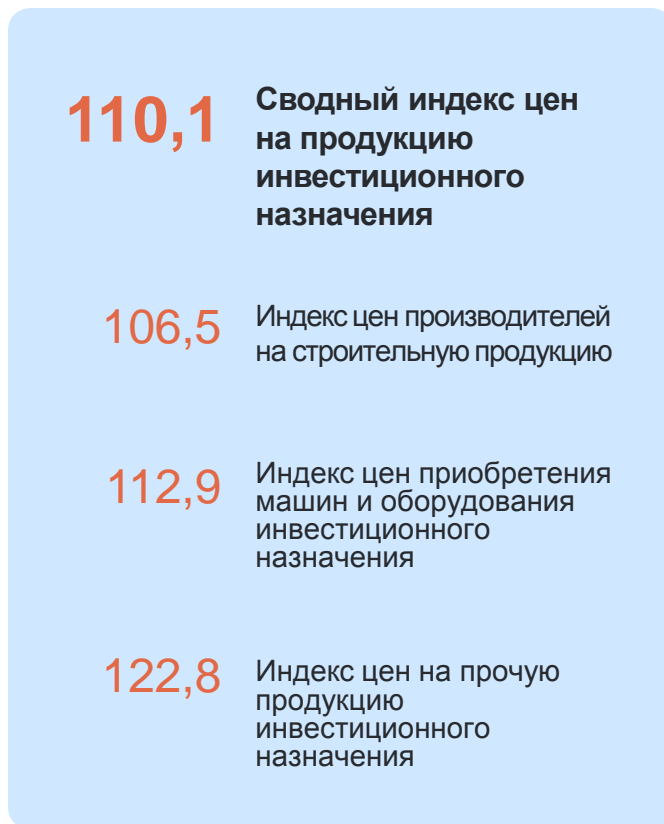 110,1
Сводный индекс цен
на продукцию
инвестиционного
назначения
106,5
Индекс цен производителей
на строительную продукцию
112,9
Индекс цен приобретения
машин и оборудования
инвестиционного
назначения
122,8
Индекс цен на прочую
продукцию
инвестиционного
назначения